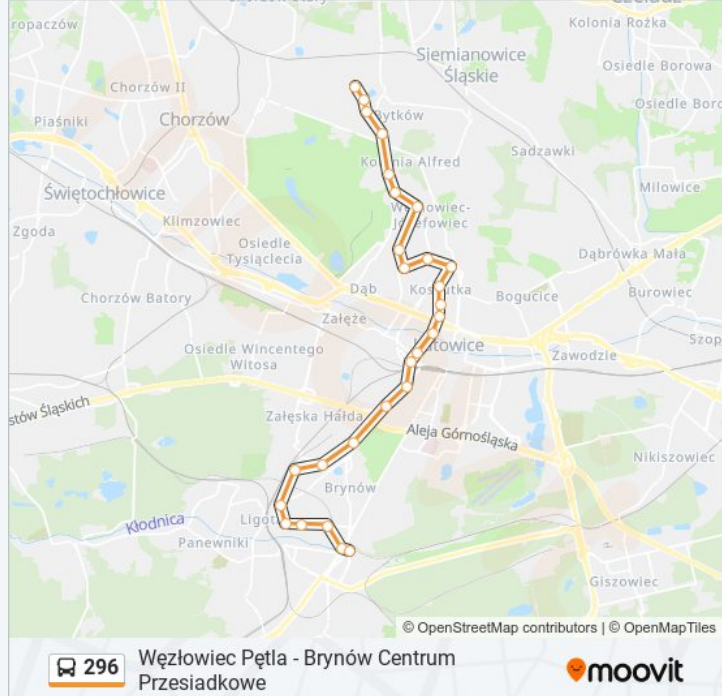 Kolonia Rożka
ropaczów
Siemianowice
Śląskie
Osiedle Borowa
Chorzów II
Osiedle Boro
Bytków
Piaśniki
Chorzów
Sadzawki
Kolonia Alfred
Milowice
Świętochłowice
Józefowiec
Klimzowiec
Zgoda
Osiedle
Tysiąclecia
Dąbrówka Mała
Dąb
Bogucice
Burowiec
Chorzów Batory
Załęże
Szop
Katowice
Osiedle Wincentego
Witosa
Zawodzie
stów Śląskich
Załęska Hałda
Aleja Górnośląska
Nikiszowiec
Brynów
Kłodnica
Ligota
Panewniki
Giszowiec
© OpenStreetMap contributors | © OpenMapTiles
296
Węzłowiec Pętla - Brynów Centrum
Przesiadkowe
moovit